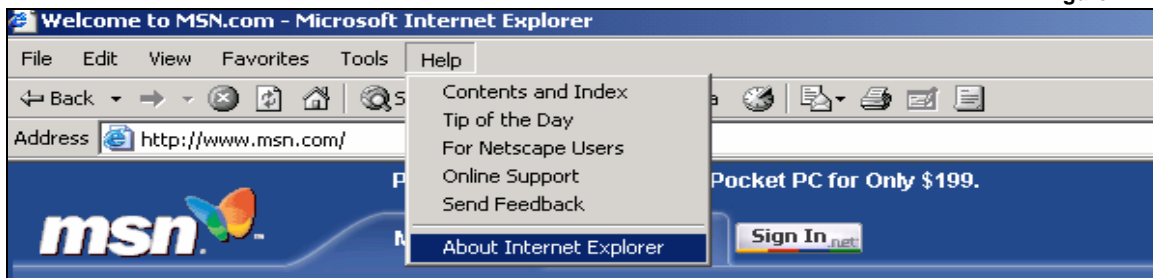 Welcome to MSN.com - Microsoft Internet Explorer
File Edit View Favorites Tools Help
Back
Address http://www.msn.com/
Contents and Index
Tip of the Day
For Netscape Users
Online Support
Send Feedback
About Internet Explorer
Pocket PC for Only $199.
msn
Sign In .net